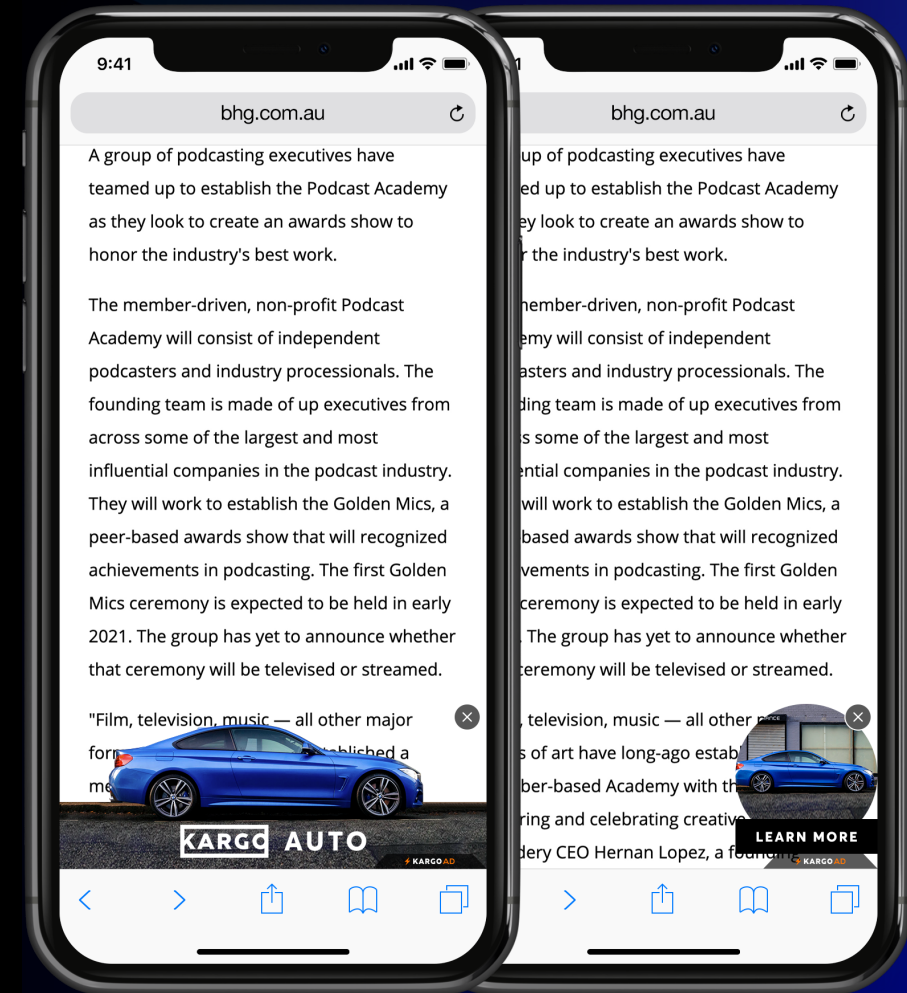 9:41
bhg.com.au
A group of podcasting executives have
teamed up to establish the Podcast Academy
as they look to create an awards show to
honor the industry's best work.
The member-driven, non-profit Podcast
Academy will consist of independent
podcasters and industry processionals. The
founding team is made of up executives from
across some of the largest and most
influential companies in the podcast industry.
They will work to establish the Golden Mics, a
peer-based awards show that will recognized
achievements in podcasting. The first Golden
Mics ceremony is expected to be held in early
2021. The group has yet to announce whether
that ceremony will be televised or streamed.
"Film, television, music — all other major
a
KARGO AUTO
KARGO AD
bhg.com.au
up of podcasting executives have
ed up to establish the Podcast Academy
ey look to create an awards show to
r the industry's best work.
member-driven, non-profit Podcast
emy will consist of independent
asters and industry processionals. The
ding team is made of up executives from
s some of the largest and most
ential companies in the podcast industry.
will work to establish the Golden Mics, a
based awards show that will recognized
vements in podcasting. The first Golden
ceremony is expected to be held in early
. The group has yet to announce whether
ceremony will be televised or streamed.
, television, music — all other
s of art have long-ago estab
ber-based Academy with th
ring and celebrating creative
dery CEO Hernan Lopez, a founding
LEARN MORE
KARGO AD